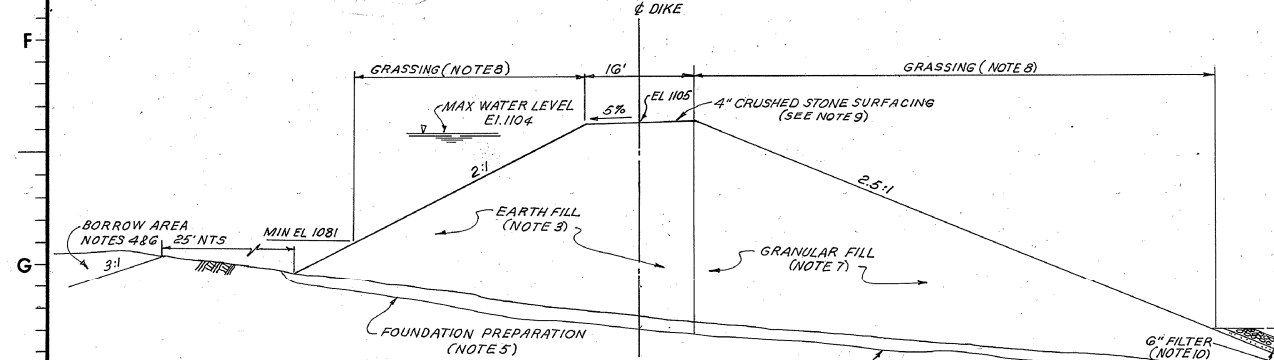 ₵ DIKE
F
GRASSING (NOTE 8)
16'
GRASSING (NOTE 8)
MAX WATER LEVEL
El. 1104
5%
EL 1105
4" CRUSHED STONE SURFACING
(SEE NOTE 9)
2:1
2.5:1
BORROW AREA
NOTES 4&6
25' NTS
MIN EL 1081
EARTH FILL
(NOTE 3)
G
3:1
GRANULAR FILL
(NOTE 7)
FOUNDATION PREPARATION
(NOTE 5)
6" FILTER
(NOTE 10)